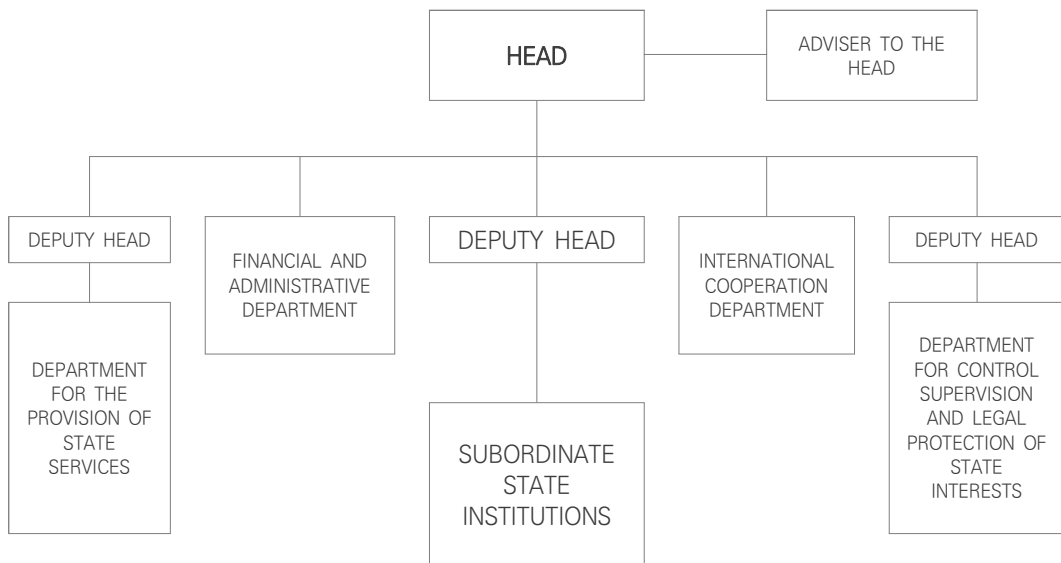 HEAD
ADVISER TO THE
HEAD
DEPUTY HEAD
FINANCIAL AND
ADMINISTRATIVE
DEPARTMENT
DEPUTY HEAD
INTERNATIONAL
COOPERATION
DEPARTMENT
DEPUTY HEAD
DEPARTMENT
FOR THE
PROVISION OF
STATE
SERVICES
SUBORDINATE
STATE
INSTITUTIONS
DEPARTMENT
FOR CONTROL
SUPERVISION
AND LEGAL
PROTECTION OF
STATE
INTERESTS